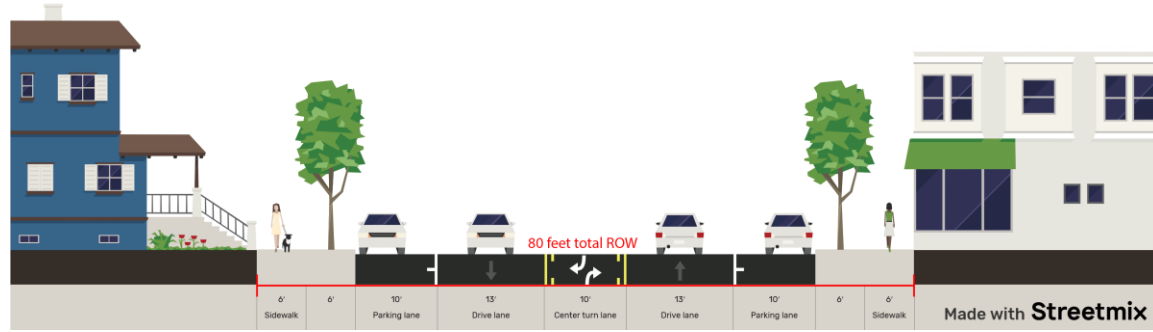 80 feet total ROW
6' 6' 10' 13' 10' 13' 10' 6' 6'
Sidewalk Parking lane Drive lane Center turn lane Drive lane Parking lane Sidewalk
Made with Streetmix